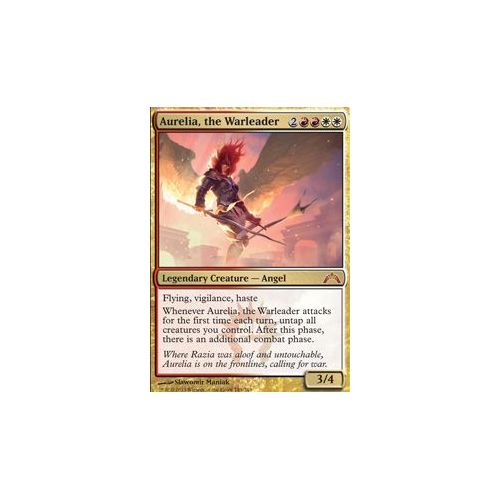 Aurelia, the Warleader 2
Legendary Creature — Angel
Flying, vigilance, haste
Whenever Aurelia, the Warleader attacks
for the first time each turn, untap all
creatures you control. After this phase,
there is an additional combat phase.
Where Razia was aloof and untouchable,
Aurelia is on the frontlines, calling for war.
3/4
Slawomir Maniak